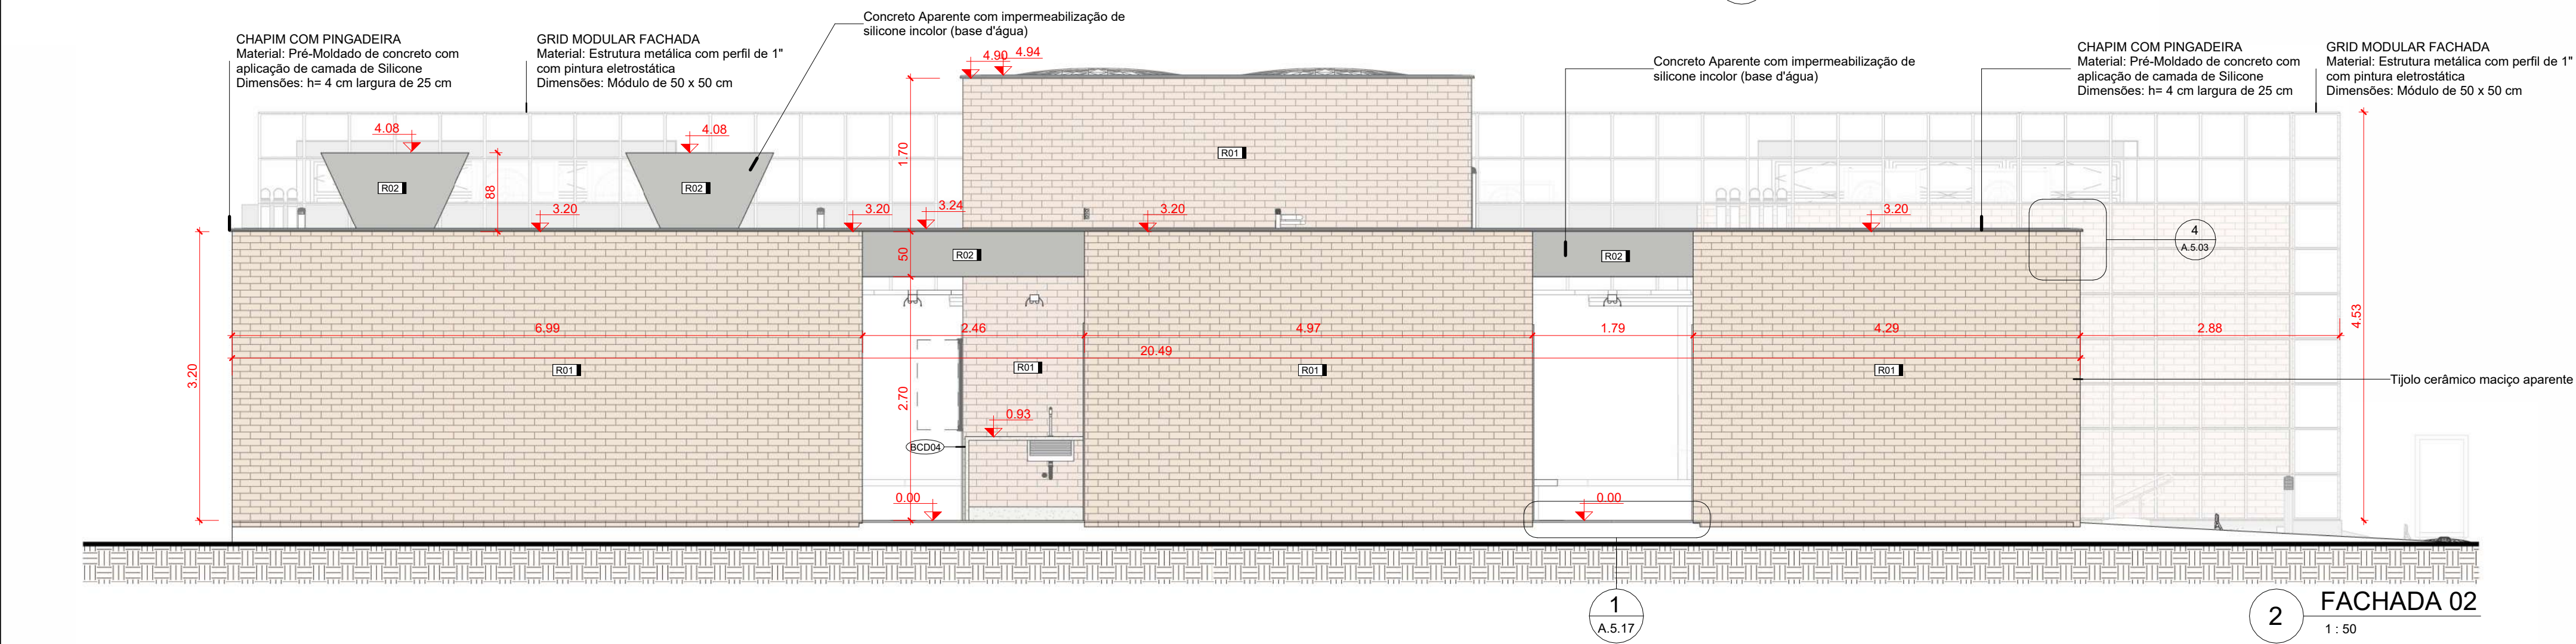 CHAPIM COM PINGADEIRA
Material: Pré-Moldado de concreto com
aplicação de camada de Silicone
Dimensões: h= 4 cm largura de 25 cm
GRID MODULAR FACHADA
Material: Estrutura metálica com perfil de 1"
com pintura eletrostática
Dimensões: Módulo de 50 x 50 cm
Concreto Aparente com impermeabilização de
silicone incolor (base d'água)
4.90
4.94
Concreto Aparente com impermeabilização de
silicone incolor (base d'água)
CHAPIM COM PINGADEIRA
Material: Pré-Moldado de concreto com
aplicação de camada de Silicone
Dimensões: h= 4 cm largura de 25 cm
GRID MODULAR FACHADA
Material: Estrutura metálica com perfil de 1"
com pintura eletrostática
Dimensões: Módulo de 50 x 50 cm
4.08
4.08
1.70
R01
R02
88
R02
3.20
3.20
3.24
3.20
3.20
4
A.5.03
50
R02
R02
4.53
6.99
2.46
4.97
1.79
4.29
2.88
20.49
3.20
R01
R01
R01
R01
Tijolo cerâmico maciço aparente
2.70
0.93
BCD04
0.00
0.00
1
A.5.17
2
FACHADA 02
1 : 50